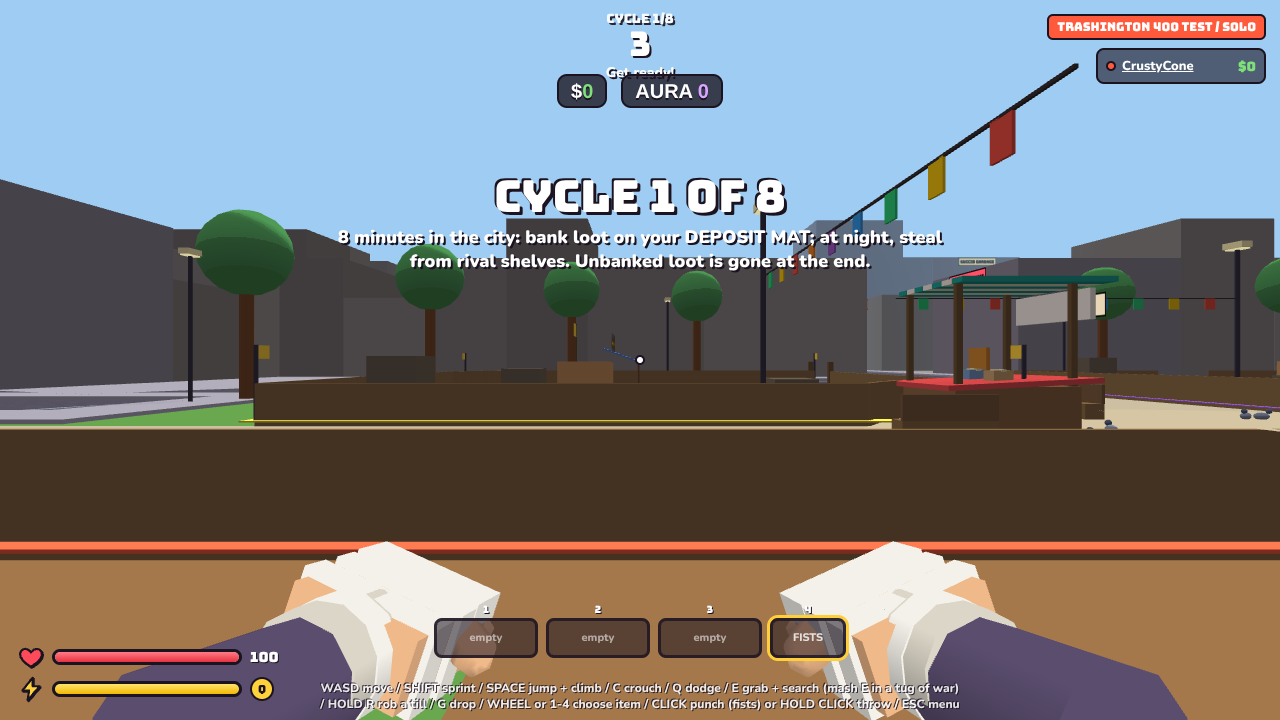 CYCLE 1/8
3
Get ready!
$0
AURA 0
TRASHINGTON 400 TEST / SOLO
CrustyCone $0
CYCLE 1 OF 8
8 minutes in the city: bank loot on your DEPOSIT MAT; at night, steal
from rival shelves. Unbanked loot is gone at the end.
1 2 3 4
empty empty empty FISTS
100
0
WASD move / SHIFT sprint / SPACE jump + climb / C crouch / Q dodge / E grab + search (mash E in a tug of war)
/ HOLD R rob a till / G drop / WHEEL or 1-4 choose item / CLICK punch (fists) or HOLD CLICK throw / ESC menu